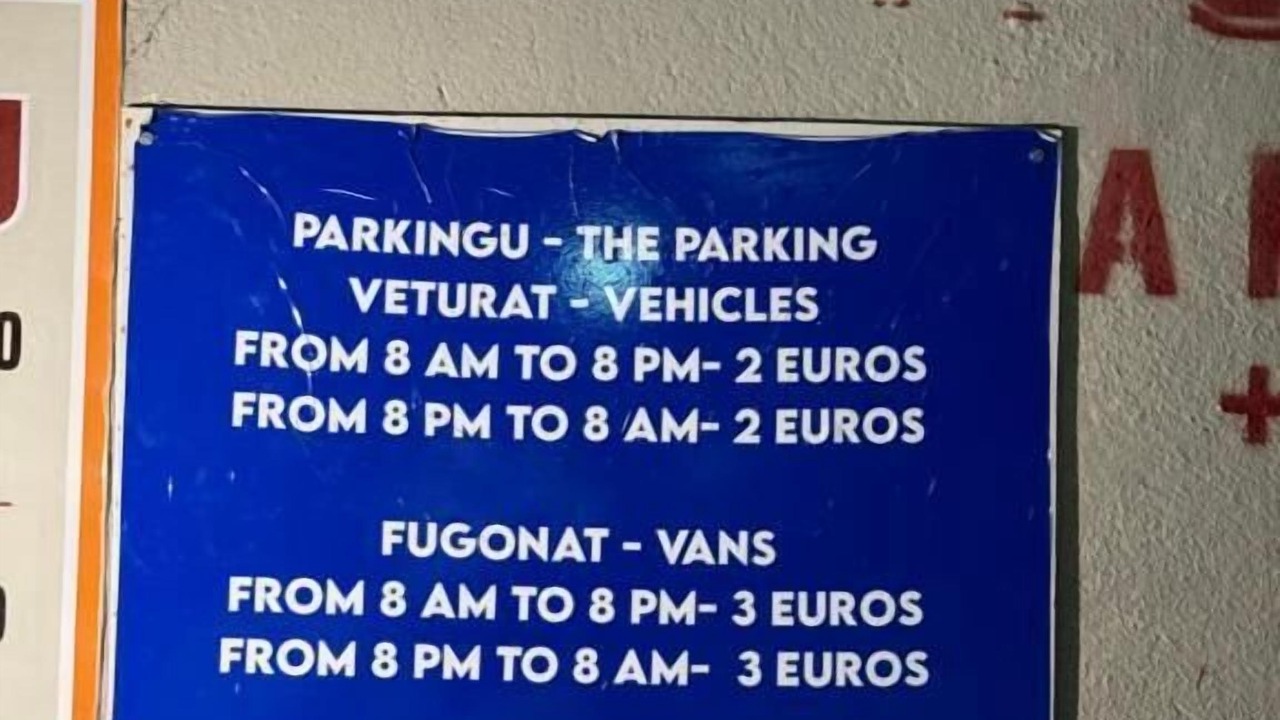 PARKINGU - THE PARKING
VETURAT - VEHICLES
FROM 8 AM TO 8 PM- 2 EUROS
FROM 8 PM TO 8 AM- 2 EUROS
FUGONAT - VANS
FROM 8 AM TO 8 PM- 3 EUROS
FROM 8 PM TO 8 AM- 3 EUROS
A
+